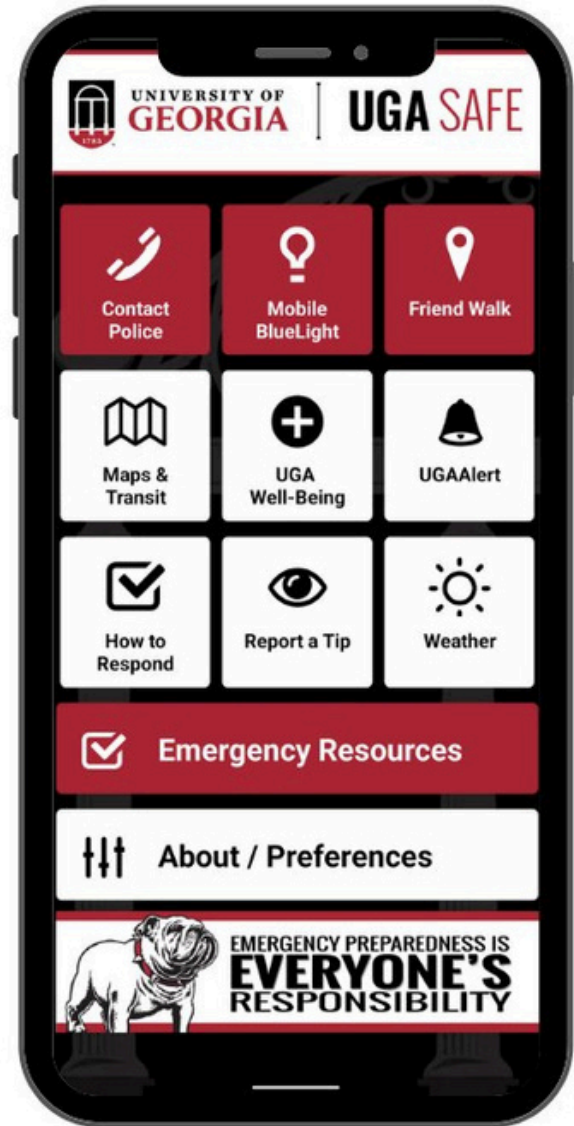 UNIVERSITY OF
GEORGIA
1785
UGA SAFE
Contact
Police
Mobile
BlueLight
Friend Walk
Maps &
Transit
UGA
Well-Being
UGAAlert
How to
Respond
Report a Tip
Weather
Emergency Resources
About / Preferences
EMERGENCY PREPAREDNESS IS
EVERYONE'S
RESPONSIBILITY